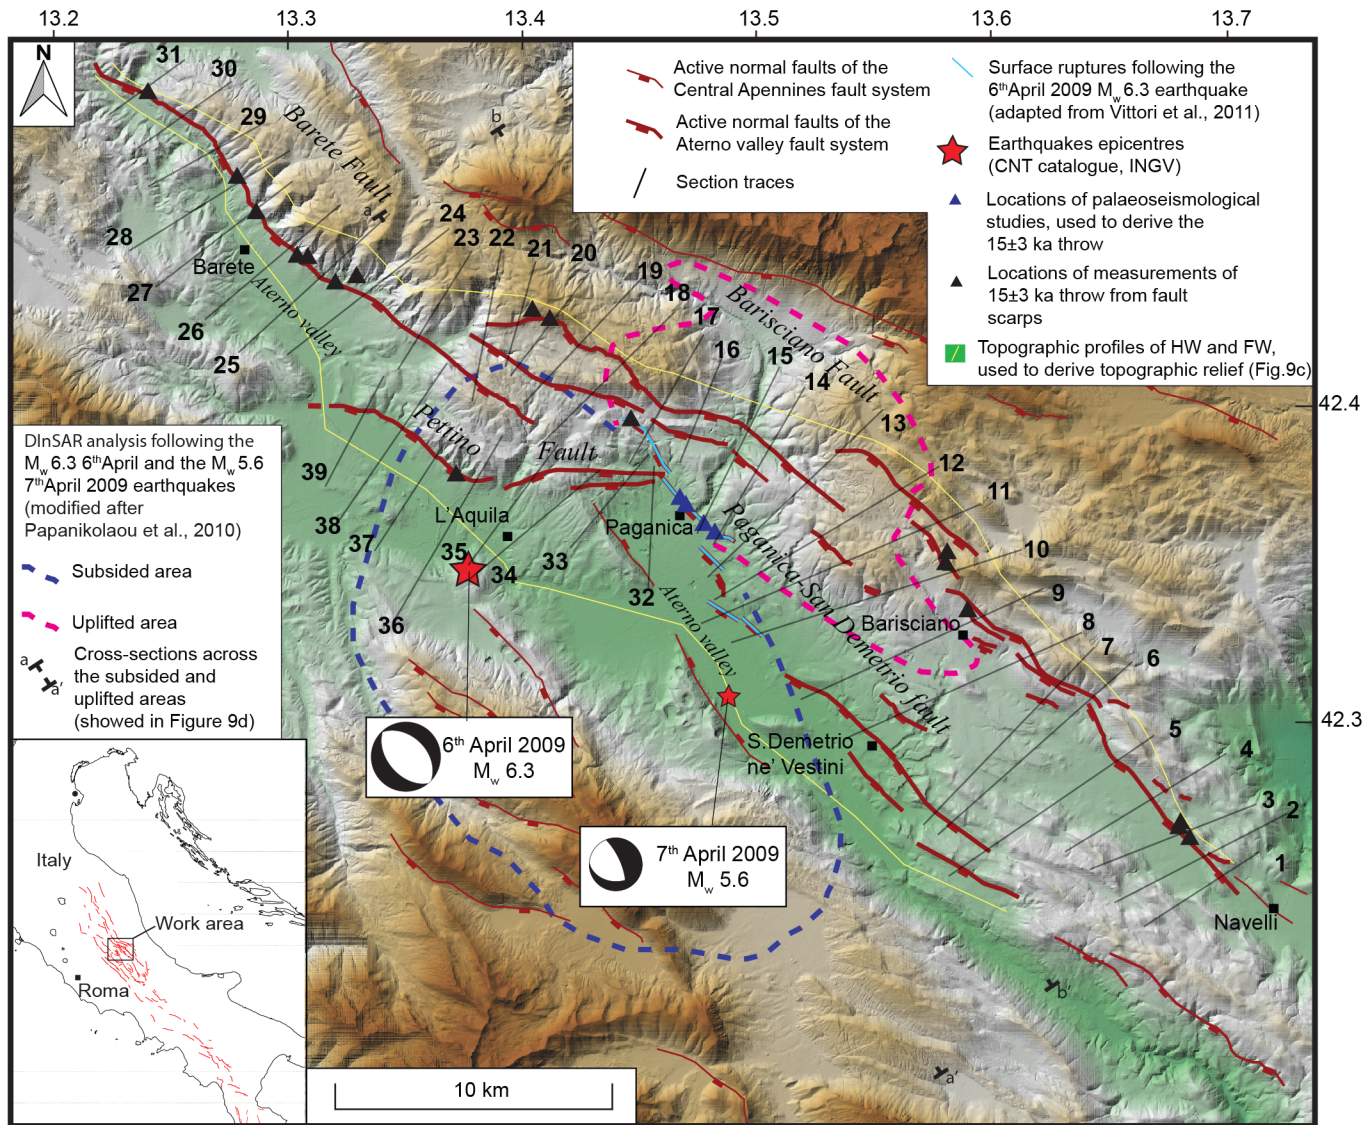 13.2
13.3
13.4
13.5
13.6
13.7
42.4
42.3
N
Active normal faults of the
Central Apennines fault system
Active normal faults of the
Aterno valley fault system
Section traces
Surface ruptures following the
6th April 2009 Mw 6.3 earthquake
(adapted from Vittori et al., 2011)
Earthquakes epicentres
(CNT catalogue, INGV)
Locations of palaeoseismological
studies, used to derive the
15±3 ka throw
Locations of measurements of
15±3 ka throw from fault
scarps
Topographic profiles of HW and FW,
used to derive topographic relief (Fig.9c)
31
30
29
Barete Fault
a
b
28
Barete
27
26
25
Aterno valley
24
23
22
21
20
19
18
17
16
15
14
13
12
11
10
9
8
7
6
5
4
3
2
1
Barisciano Fault
Pettino
Fault
39
38
37
36
35
34
33
32
L'Aquila
Paganica
Paganica-San Demetrio fault
Aterno valley
Barisciano
S.Demetrio
ne' Vestini
Navelli
b'
a'
DInSAR analysis following the
Mw 6.3 6th April and the Mw 5.6
7th April 2009 earthquakes
(modified after
Papanikolaou et al., 2010)
Subsided area
Uplifted area
a
a'
Cross-sections across
the subsided and
uplifted areas
(showed in Figure 9d)
6th April 2009
Mw 6.3
7th April 2009
Mw 5.6
Italy
Work area
Roma
10 km